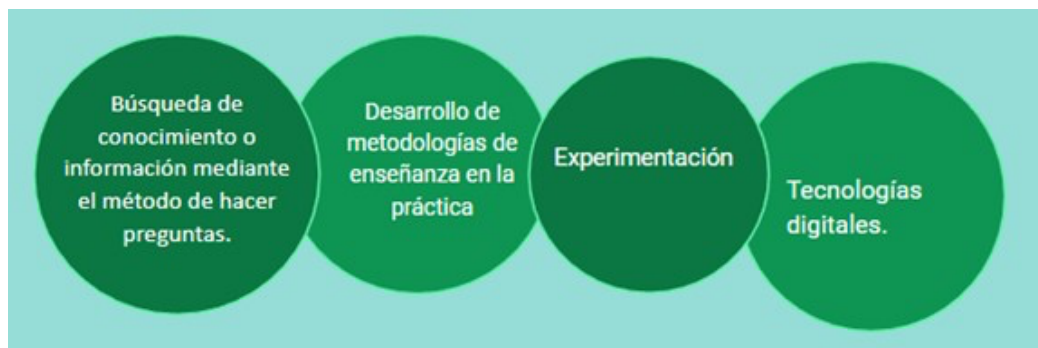 Búsqueda de
conocimiento o
información mediante
el método de hacer
preguntas.
Desarrollo de
metodologías de
enseñanza en la
práctica
Experimentación
Tecnologías
digitales.